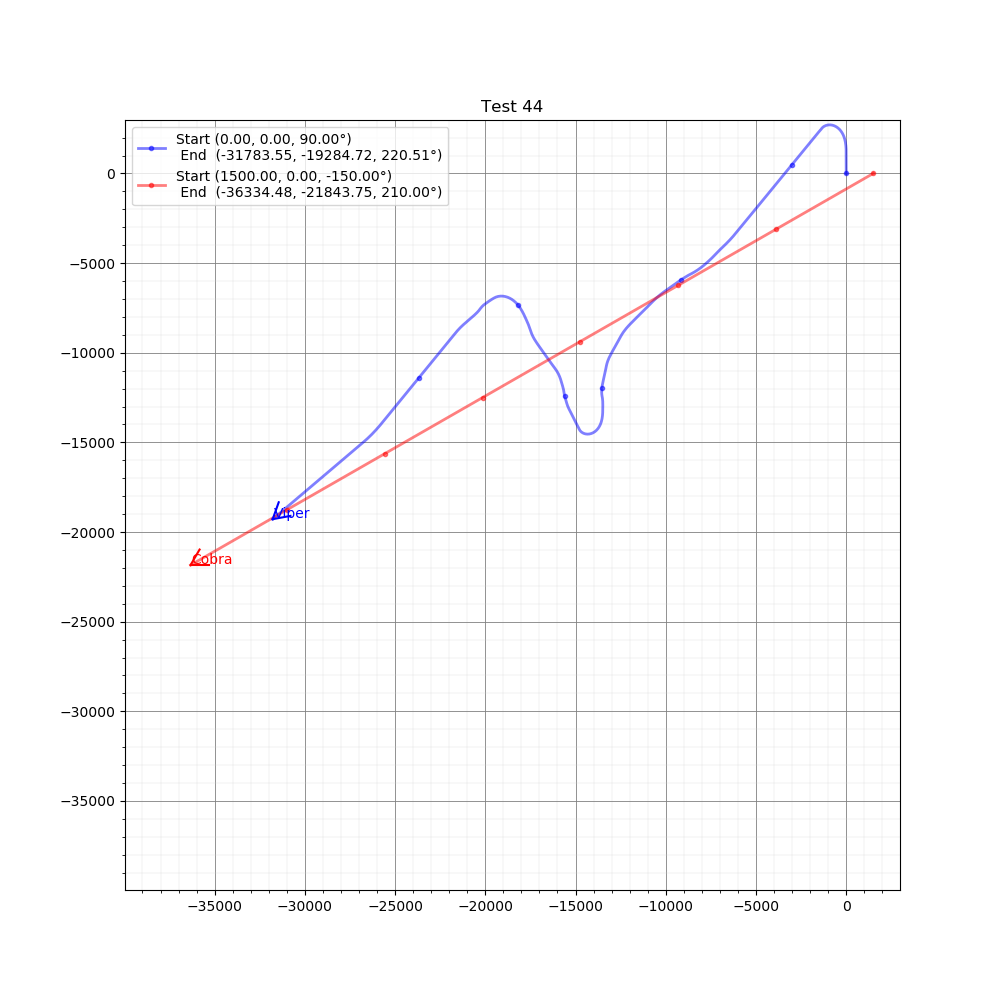 Test 44
Start (0.00, 0.00, 90.00°)
End (-31783.55, -19284.72, 220.51°)
Start (1500.00, 0.00, -150.00°)
End (-36334.48, -21843.75, 210.00°)
0
−5000
−10000
−15000
−20000
−25000
−30000
−35000
Viper
Cobra
−35000 −30000 −25000 −20000 −15000 −10000 −5000 0